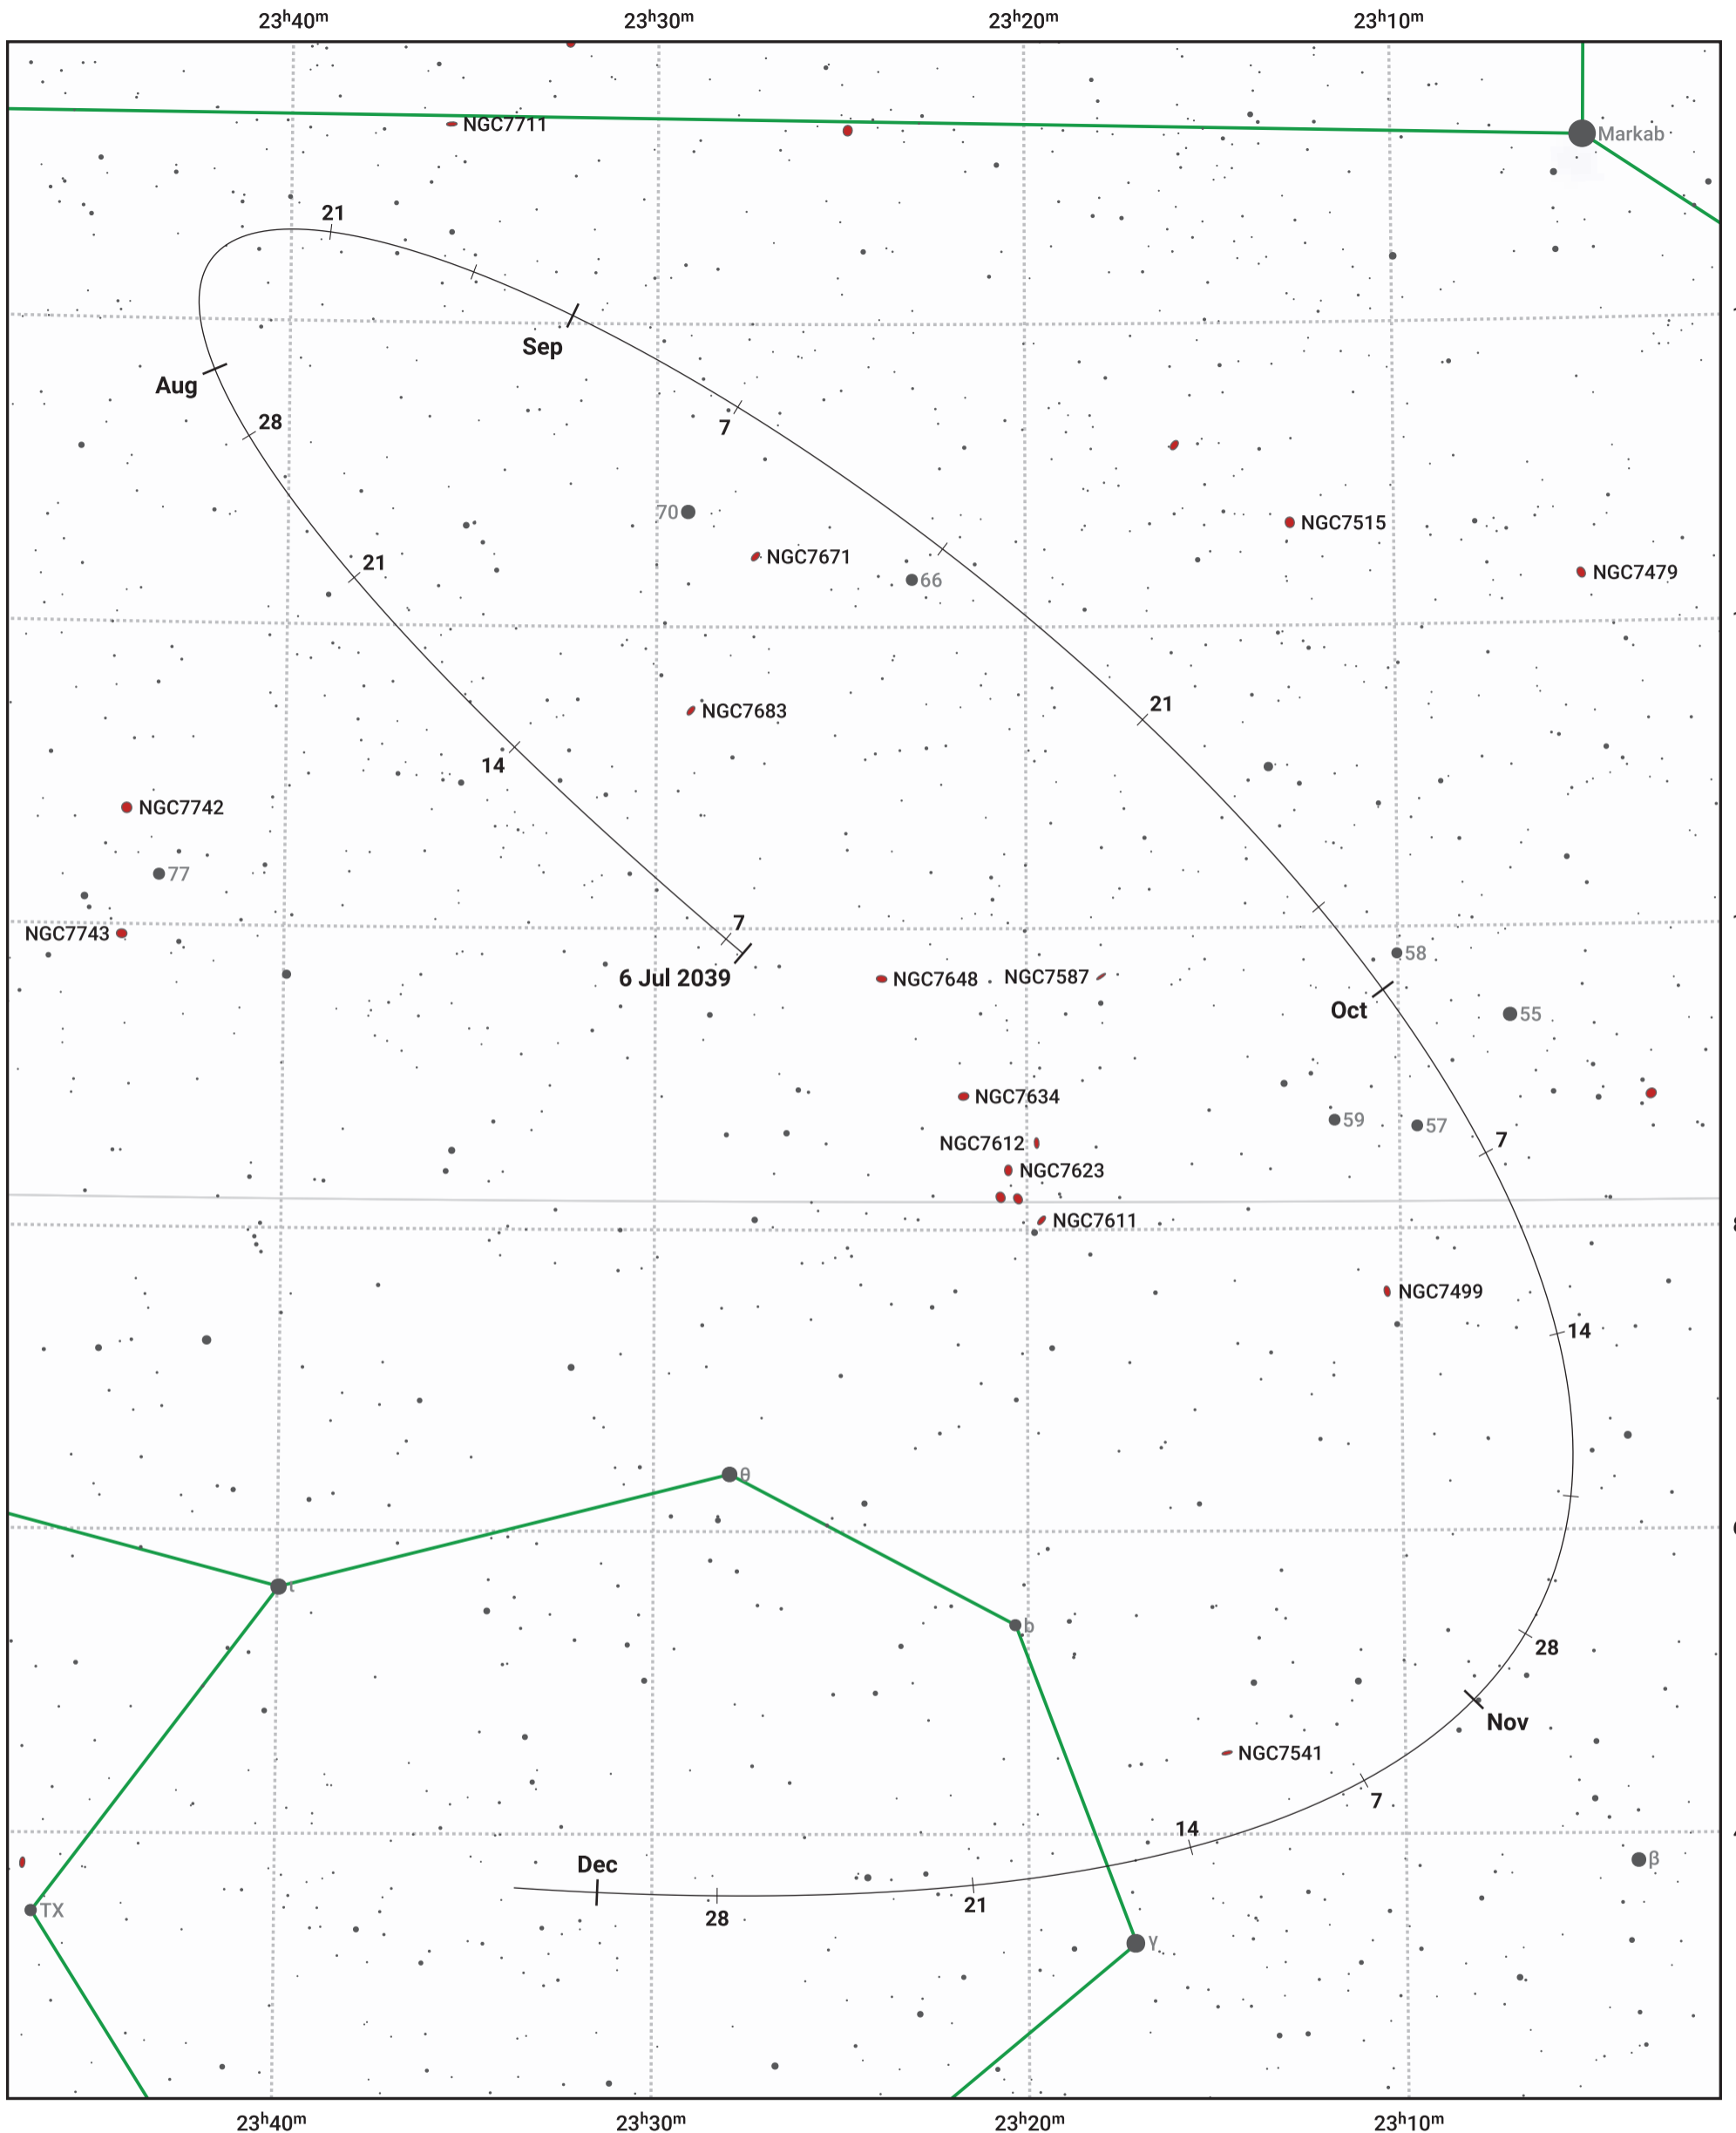 23ʰ40ᵐ 23ʰ30ᵐ 23ʰ20ᵐ 23ʰ10ᵐ
NGC7711
Markab
21
Sep
Aug
7
28
70
NGC7515
NGC7671
21
NGC7479
66
21
NGC7683
14
NGC7742
77
7
NGC7743
58
6 Jul 2039
NGC7648
NGC7587
Oct
55
NGC7634
59
57
7
NGC7612
NGC7623
NGC7611
8
NGC7499
14
θ
ι
b
28
Nov
NGC7541
7
14
β
Dec
21
TX
28
γ
23ʰ40ᵐ 23ʰ30ᵐ 23ʰ20ᵐ 23ʰ10ᵐ